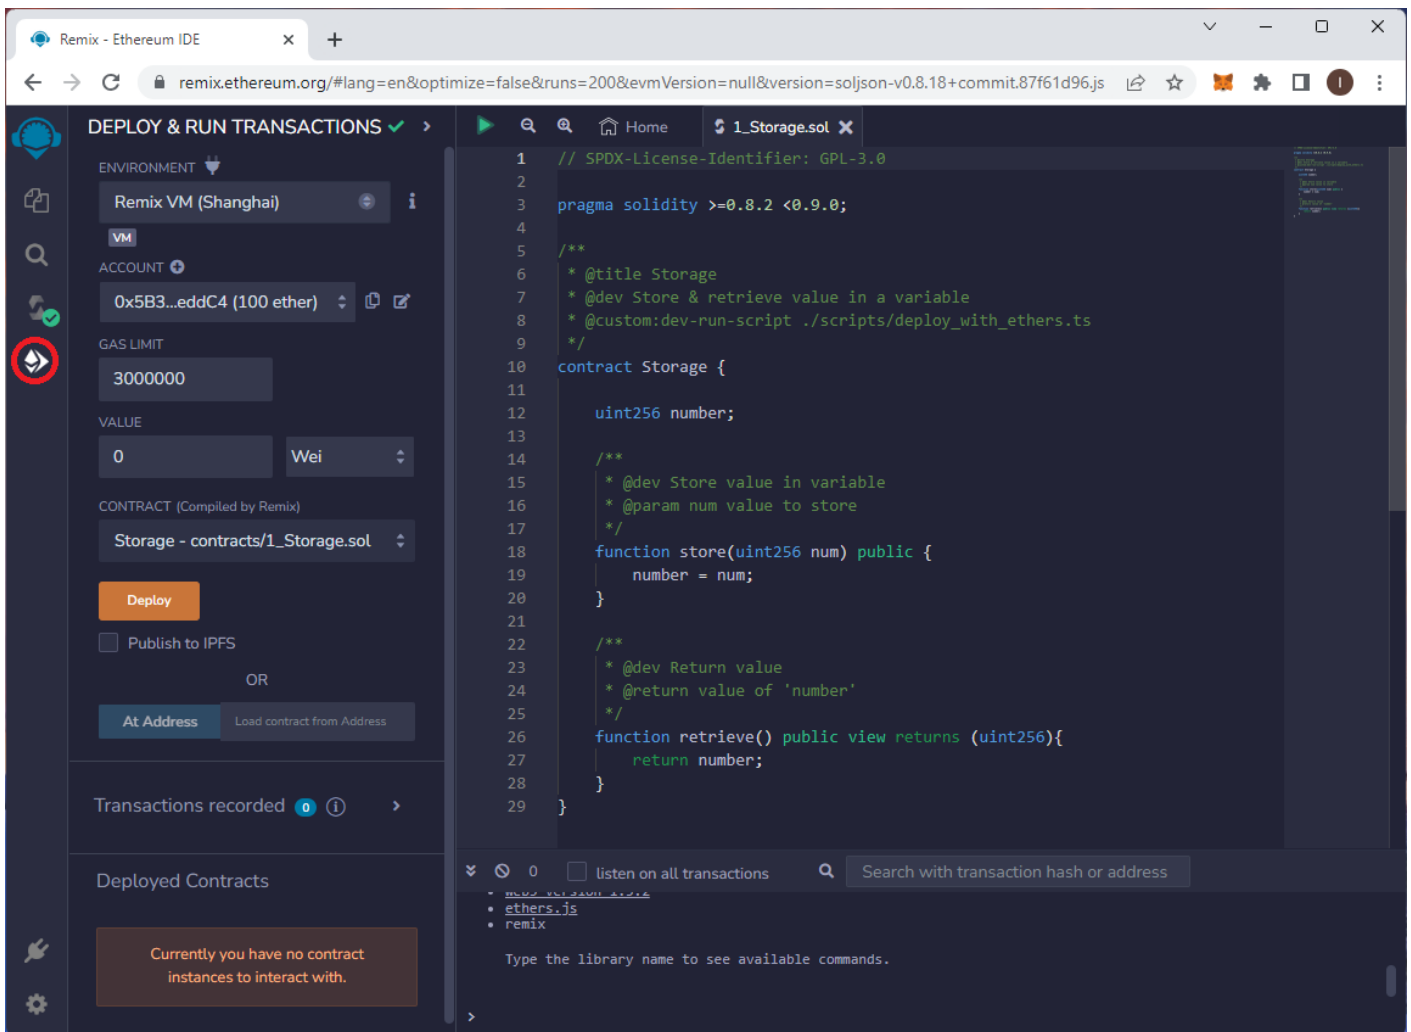 Remix - Ethereum IDE
remix.ethereum.org/#lang=en&optimize=false&runs=200&evmVersion=null&version=soljson-v0.8.18+commit.87f61d96.js
I
DEPLOY & RUN TRANSACTIONS
ENVIRONMENT
Remix VM (Shanghai)
VM
ACCOUNT
0x5B3...eddC4 (100 ether)
GAS LIMIT
3000000
VALUE
0
Wei
CONTRACT (Compiled by Remix)
Storage - contracts/1_Storage.sol
Deploy
Publish to IPFS
OR
At Address
Load contract from Address
Transactions recorded 0 i
Deployed Contracts
Currently you have no contract
instances to interact with.
Home
1_Storage.sol
1 // SPDX-License-Identifier: GPL-3.0
2
3 pragma solidity >=0.8.2 <0.9.0;
4
5 /**
6 * @title Storage
7 * @dev Store & retrieve value in a variable
8 * @custom:dev-run-script ./scripts/deploy_with_ethers.ts
9 */
10 contract Storage {
11
12 uint256 number;
13
14 /**
15 * @dev Store value in variable
16 * @param num value to store
17 */
18 function store(uint256 num) public {
19 number = num;
20 }
21
22 /**
23 * @dev Return value
24 * @return value of 'number'
25 */
26 function retrieve() public view returns (uint256){
27 return number;
28 }
29 }
0
listen on all transactions
Search with transaction hash or address
web3 version 1.5.2
ethers.js
remix
Type the library name to see available commands.
>